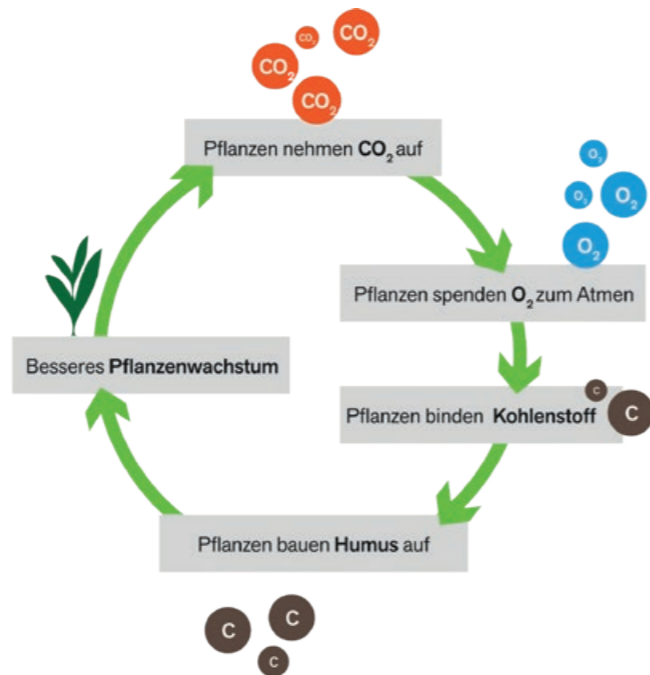 CO₂
CO₂
CO₂
CO₂
Pflanzen nehmen CO₂ auf
O₂
O₂
O₂
O₂
Pflanzen spenden O₂ zum Atmen
Besseres Pflanzenwachstum
C
Pflanzen binden Kohlenstoff
C
Pflanzen bauen Humus auf
C
C
C